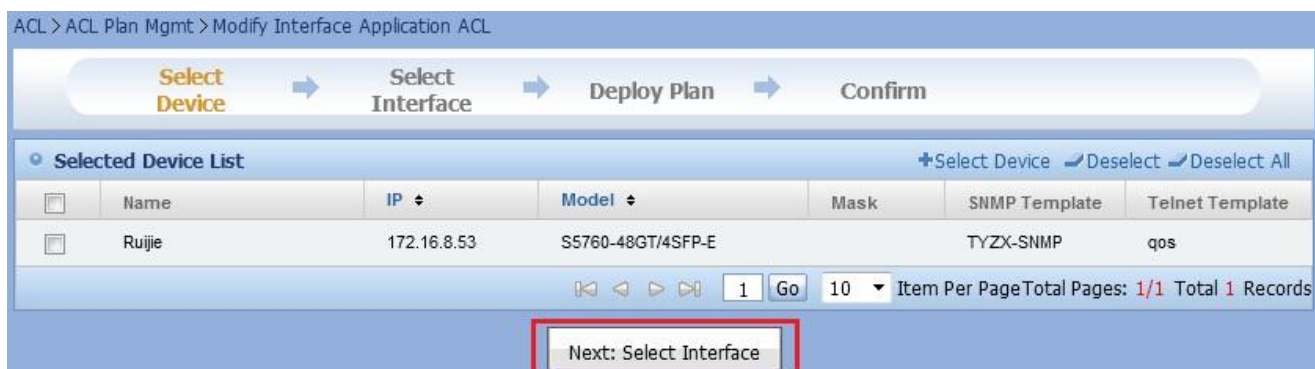 ACL > ACL Plan Mgmt > Modify Interface Application ACL
Select Device
Select Interface
Deploy Plan
Confirm
Selected Device List
Select Device Deselect Deselect All
Name IP Model Mask SNMP Template Telnet Template
Ruijie 172.16.8.53 S5760-48GT/4SFP-E TYZX-SNMP qos
1 Go 10 Item Per Page Total Pages: 1/1 Total 1 Records
Next: Select Interface